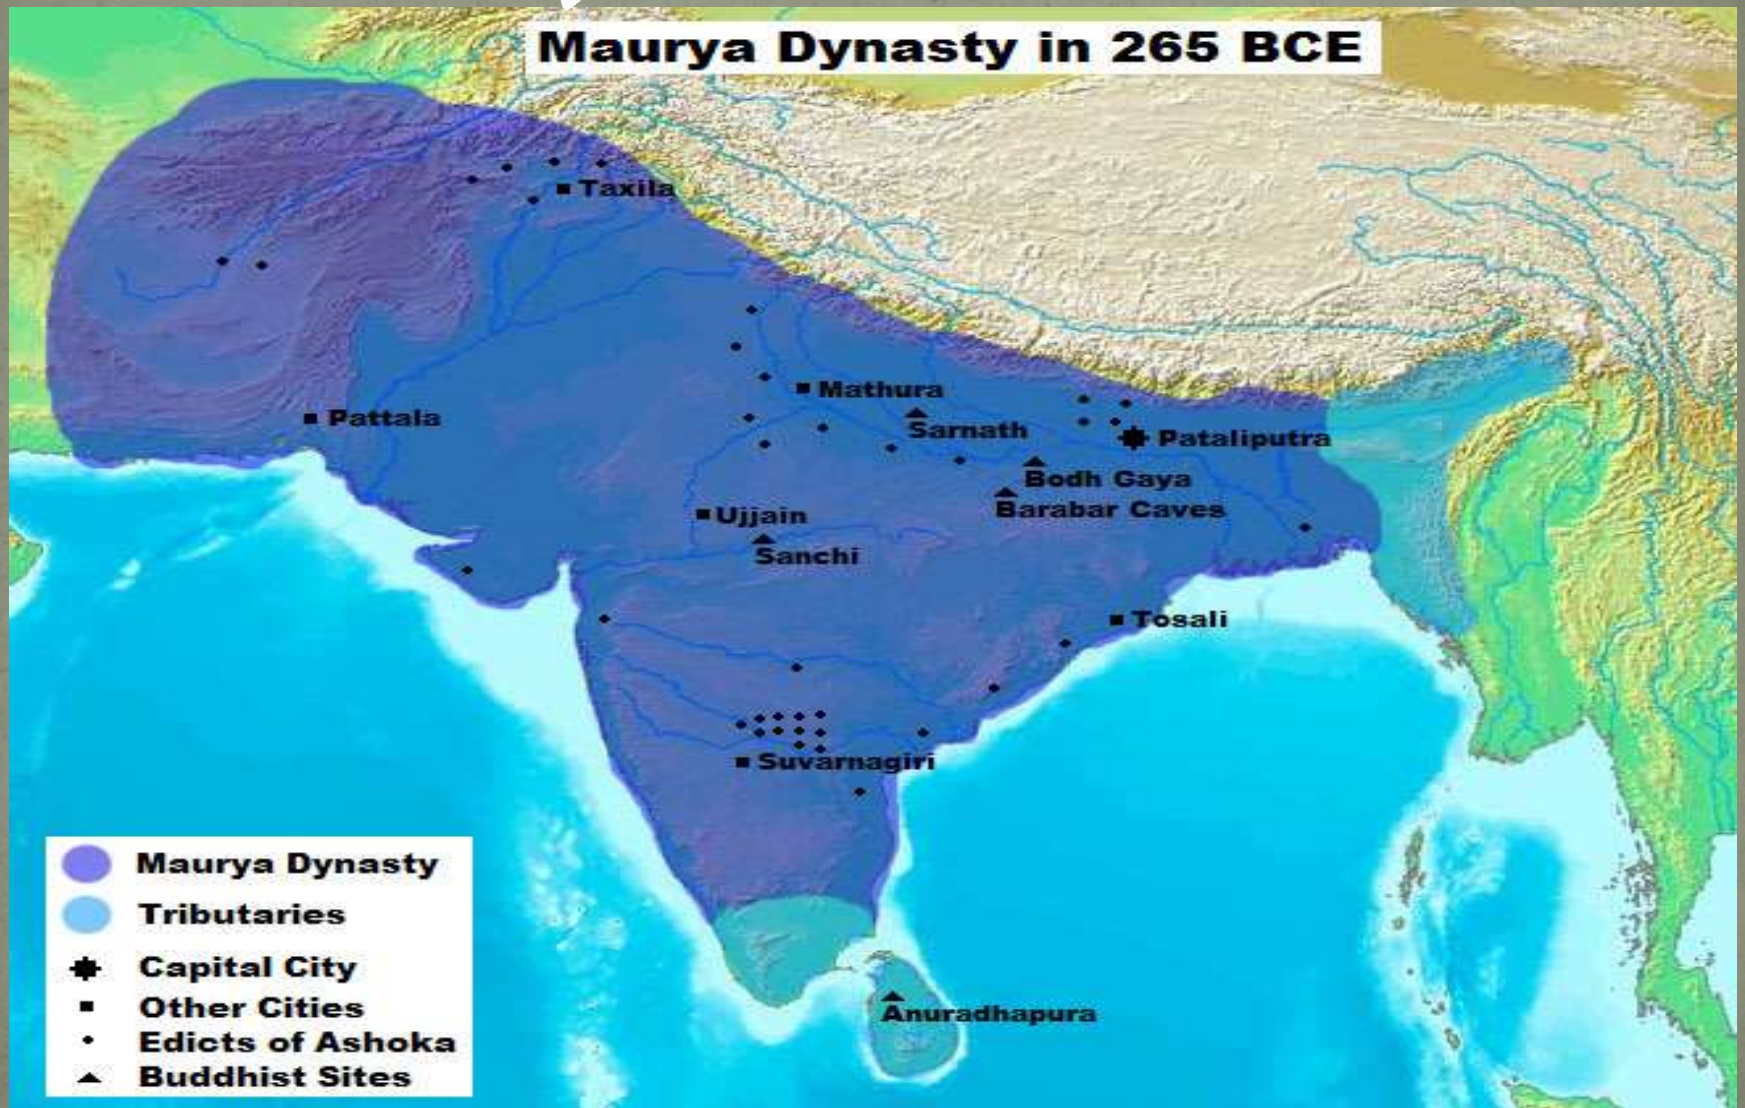 Maurya Dynasty in 265 BCE
Taxila
Mathura
Pattala
Sarnath
Pataliputra
Bodh Gaya
Barabar Caves
Ujjain
Sanchi
Tosali
Suvarnagiri
Anuradhapura
Maurya Dynasty
Tributaries
Capital City
Other Cities
Edicts of Ashoka
Buddhist Sites